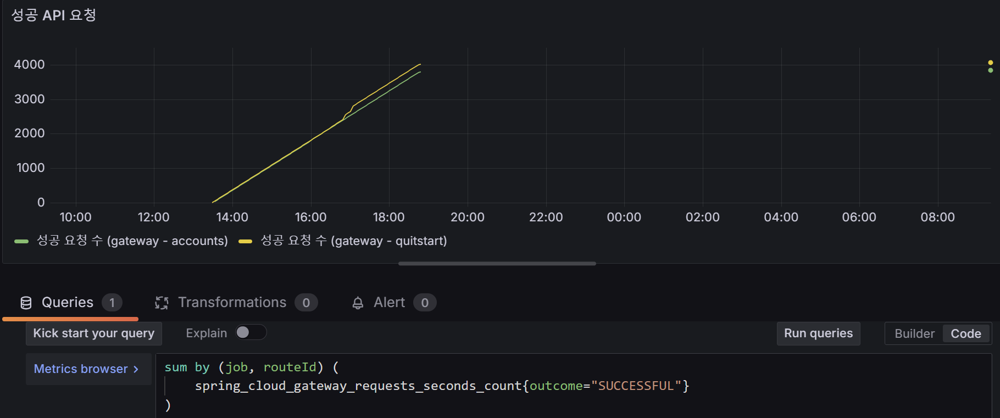 성공 API 요청
4000
3000
2000
1000
0
10:00 12:00 14:00 16:00 18:00 20:00 22:00 00:00 02:00 04:00 06:00 08:00
성공 요청 수 (gateway - accounts) 성공 요청 수 (gateway - quitstart)
Queries 1 Transformations 0 Alert 0
Kick start your query Explain Run queries Builder Code
Metrics browser > sum by (job, routeId) (
spring_cloud_gateway_requests_seconds_count{outcome="SUCCESSFUL"}
)